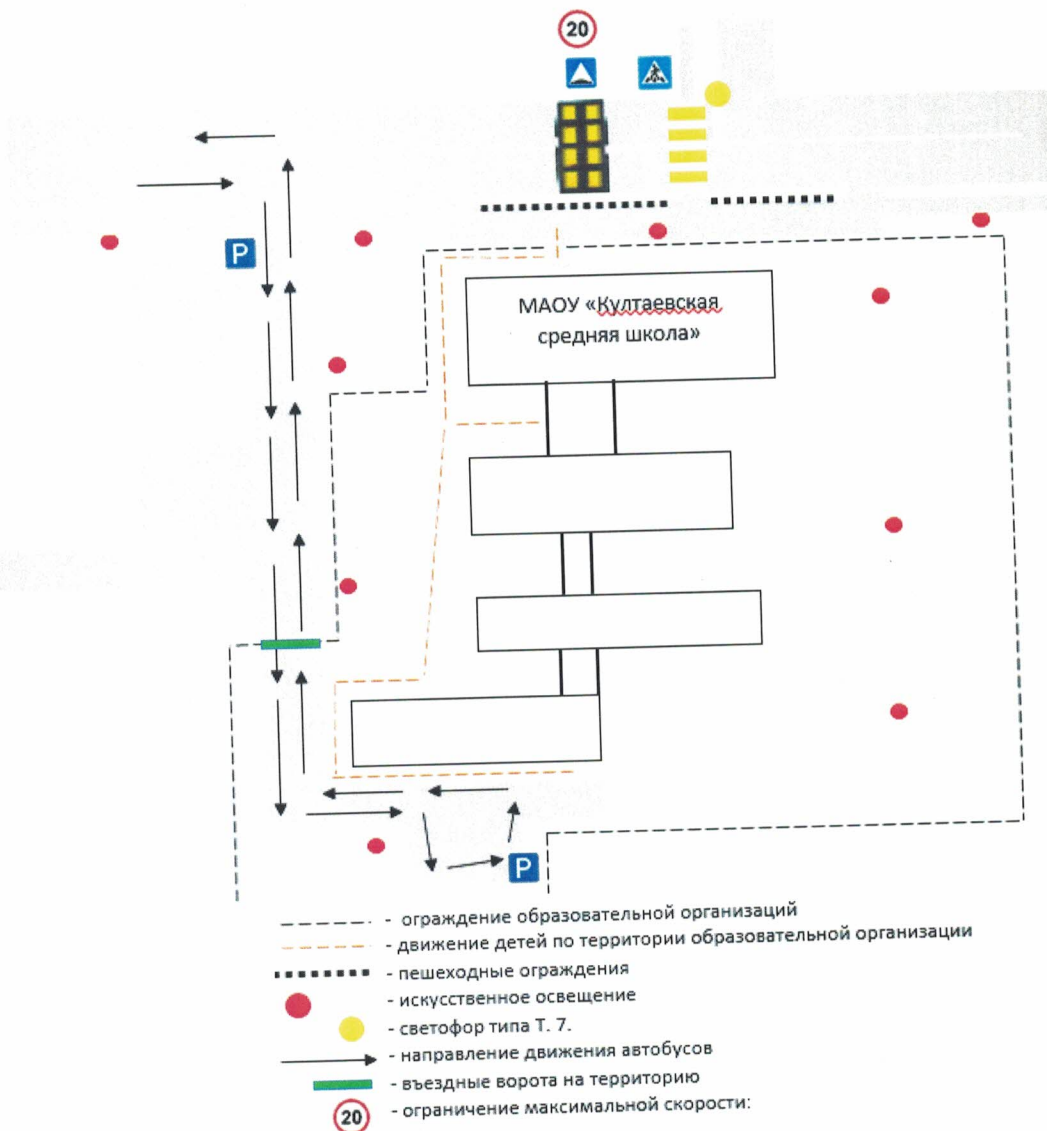 20
P
МАОУ «Култаевская
средняя школа»
P
- ограждение образовательной организаций
- движение детей по территории образовательной организации
- пешеходные ограждения
- искусственное освещение
- светофор типа Т. 7.
- направление движения автобусов
- въездные ворота на территорию
20 - ограничение максимальной скорости: